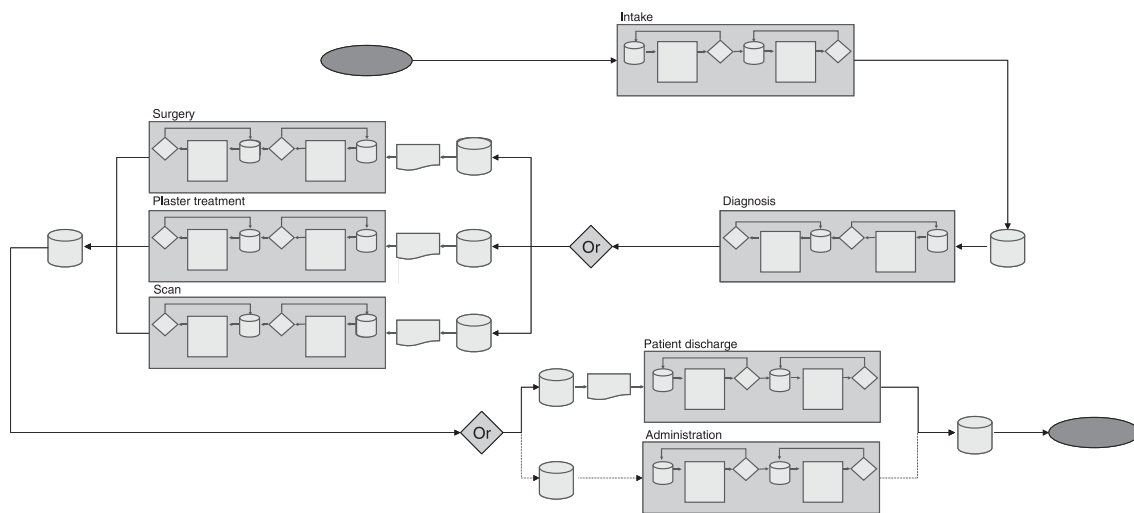 Intake
Surgery
Plaster treatment
Diagnosis
Or
Scan
Patient discharge
Or
Administration